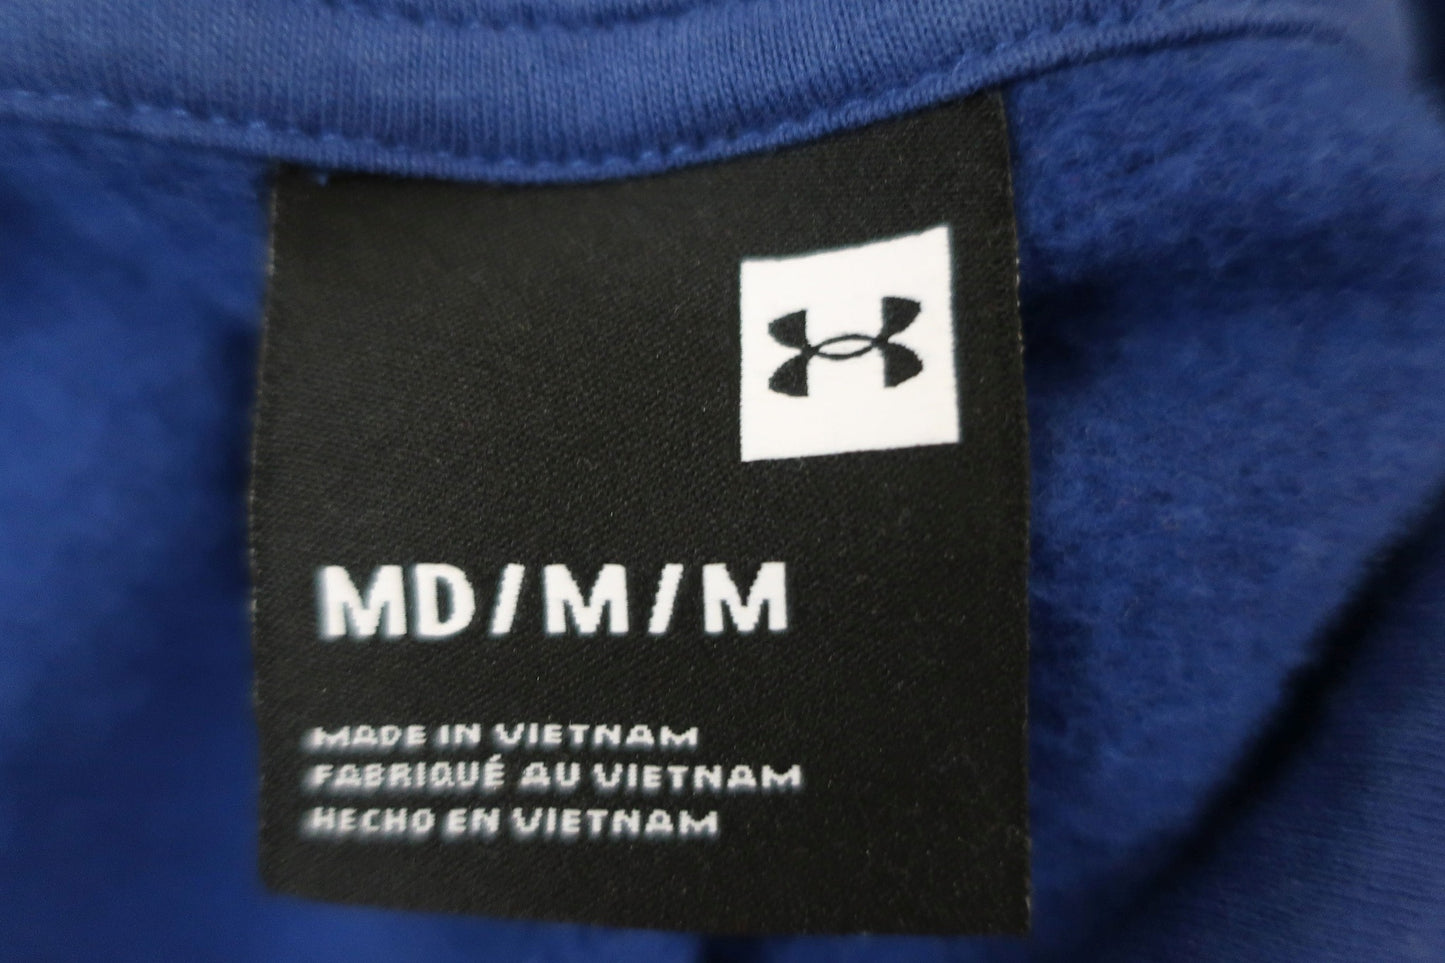 MD/M/M
MADE IN VIETNAM
FABRIQUÉ AU VIETNAM
HECHO EN VIETNAM